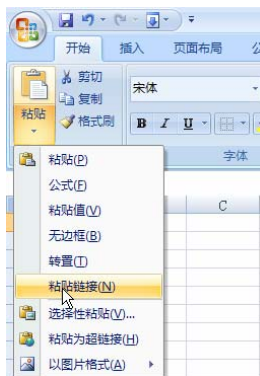 开始 插入 页面布局 公
剪切
复制
格式刷
粘贴
宋体
B I U
字体
粘贴(P)
公式(F)
粘贴值(V)
无边框(B)
转置(T)
粘贴链接(N)
选择性粘贴(V)...
粘贴为超链接(H)
以图片格式(A)
C